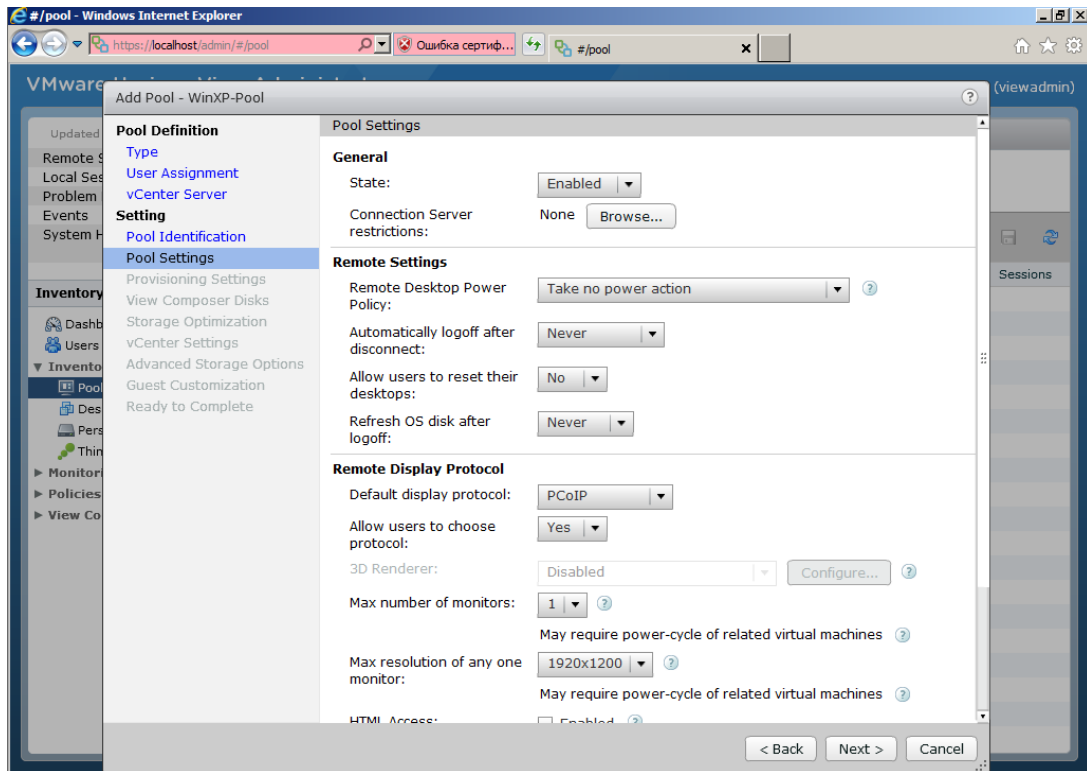 #/pool - Windows Internet Explorer
https://localhost/admin/#/pool
Ошибка сертиф...
#/pool
VMware
(viewadmin)
Add Pool - WinXP-Pool
Updated
Remote S
Local Ses
Problem
Events
System H
Inventory
Dashb
Users
Invento
Pool
Des
Pers
Thin
Monitori
Policies
View Co
Sessions
Pool Definition
Type
User Assignment
vCenter Server
Setting
Pool Identification
Pool Settings
Provisioning Settings
View Composer Disks
Storage Optimization
vCenter Settings
Advanced Storage Options
Guest Customization
Ready to Complete
Pool Settings
General
State: Enabled
Connection Server restrictions: None Browse...
Remote Settings
Remote Desktop Power Policy: Take no power action
Automatically logoff after disconnect: Never
Allow users to reset their desktops: No
Refresh OS disk after logoff: Never
Remote Display Protocol
Default display protocol: PCoIP
Allow users to choose protocol: Yes
3D Renderer: Disabled Configure...
Max number of monitors: 1
May require power-cycle of related virtual machines
Max resolution of any one monitor: 1920x1200
May require power-cycle of related virtual machines
HTML Access: Enabled
< Back Next > Cancel